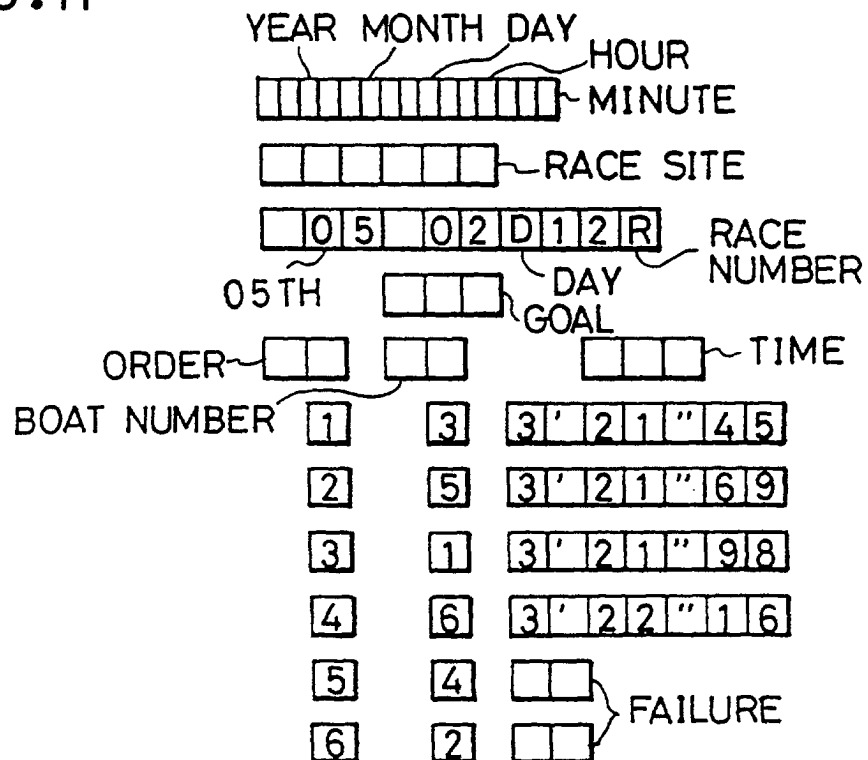 YEAR MONTH DAY
HOUR
MINUTE
RACE SITE
05 02D12R
RACE NUMBER
05TH
DAY
GOAL
ORDER
TIME
BOAT NUMBER
1 3 3'21"45
2 5 3'21"69
3 1 3'21"98
4 6 3'22"16
5 4
FAILURE
6 2